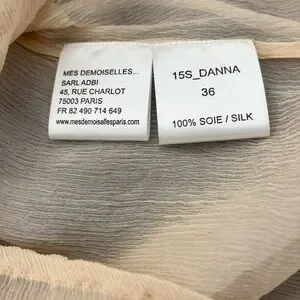 MES DEMOISELLES...
SARL ADBI
45, RUE CHARLOT
75003 PARIS
FR 82 490 714 649
www.mesdemoisellesparis.com
15S_DANNA
36
100% SOIE / SILK